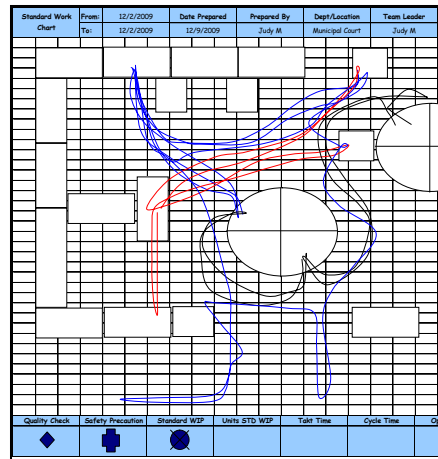 Standard Work From: 12/2/2009 Date Prepared Prepared By Dept/Location Team Leader
Chart To: 12/2/2009 12/9/2009 Judy M Municipal Court Judy M
Quality Check Safety Precaution Standard WIP Units STD WIP Takt Time Cycle Time Op